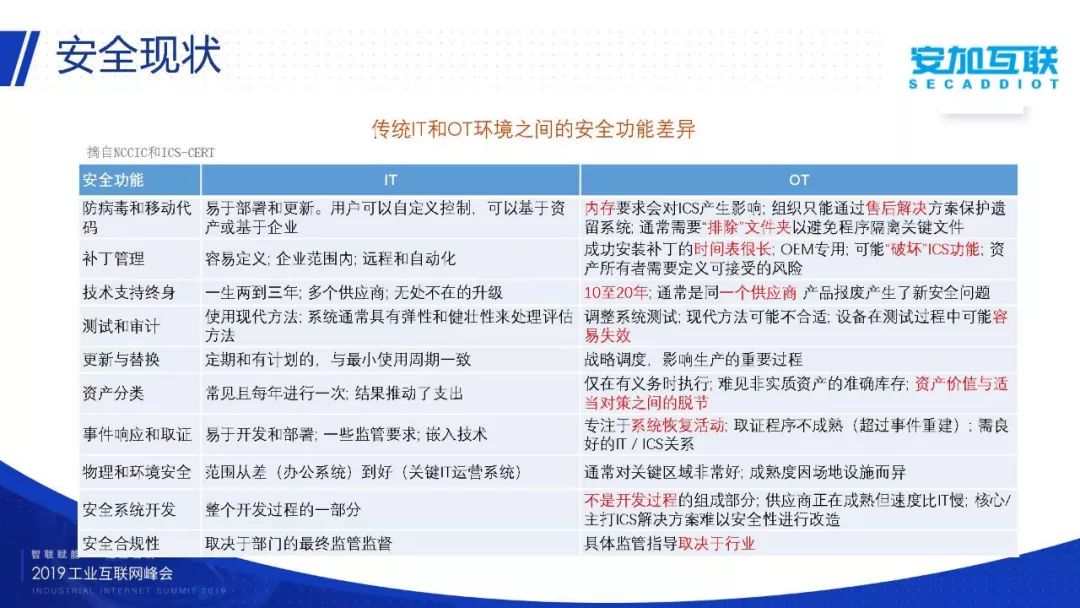 安全现状
安加互联
SECADDIOT
传统IT和OT环境之间的安全功能差异
摘自NCCIC和ICS-CERT
安全功能
IT
OT
防病毒和移动代
码
易于部署和更新。用户可以自定义控制，可以基于资
产或基于企业
内存要求会对ICS产生影响; 组织只能通过售后解决方案保护遗
留系统; 通常需要“排除”文件夹以避免程序隔离关键文件
补丁管理
容易定义; 企业范围内; 远程和自动化
成功安装补丁的时间表很长; OEM专用; 可能“破坏”ICS功能; 资
产所有者需要定义可接受的风险
技术支持终身
一生两到三年; 多个供应商; 无处不在的升级
10至20年; 通常是同一个供应商 产品报废产生了新安全问题
测试和审计
使用现代方法; 系统通常具有弹性和健壮性来处理评估
方法
调整系统测试; 现代方法可能不合适; 设备在测试过程中可能容
易失效
更新与替换
定期和有计划的，与最小使用周期一致
战略调度，影响生产的重要过程
资产分类
常见且每年进行一次; 结果推动了支出
仅在有义务时执行; 难见非实质资产的准确库存; 资产价值与适
当对策之间的脱节
事件响应和取证
易于开发和部署; 一些监管要求; 嵌入技术
专注于系统恢复活动; 取证程序不成熟（超过事件重建）; 需良
好的IT / ICS关系
物理和环境安全
范围从差（办公系统）到好（关键IT运营系统）
通常对关键区域非常好; 成熟度因场地设施而异
安全系统开发
整个开发过程的一部分
不是开发过程的组成部分; 供应商正在成熟但速度比IT慢; 核心/
主打ICS解决方案难以安全性进行改造
安全合规性
取决于部门的最终监管监督
具体监管指导取决于行业
智联赋能
2019工业互联网峰会
INDUSTRIAL INTERNET SUMMIT 2019